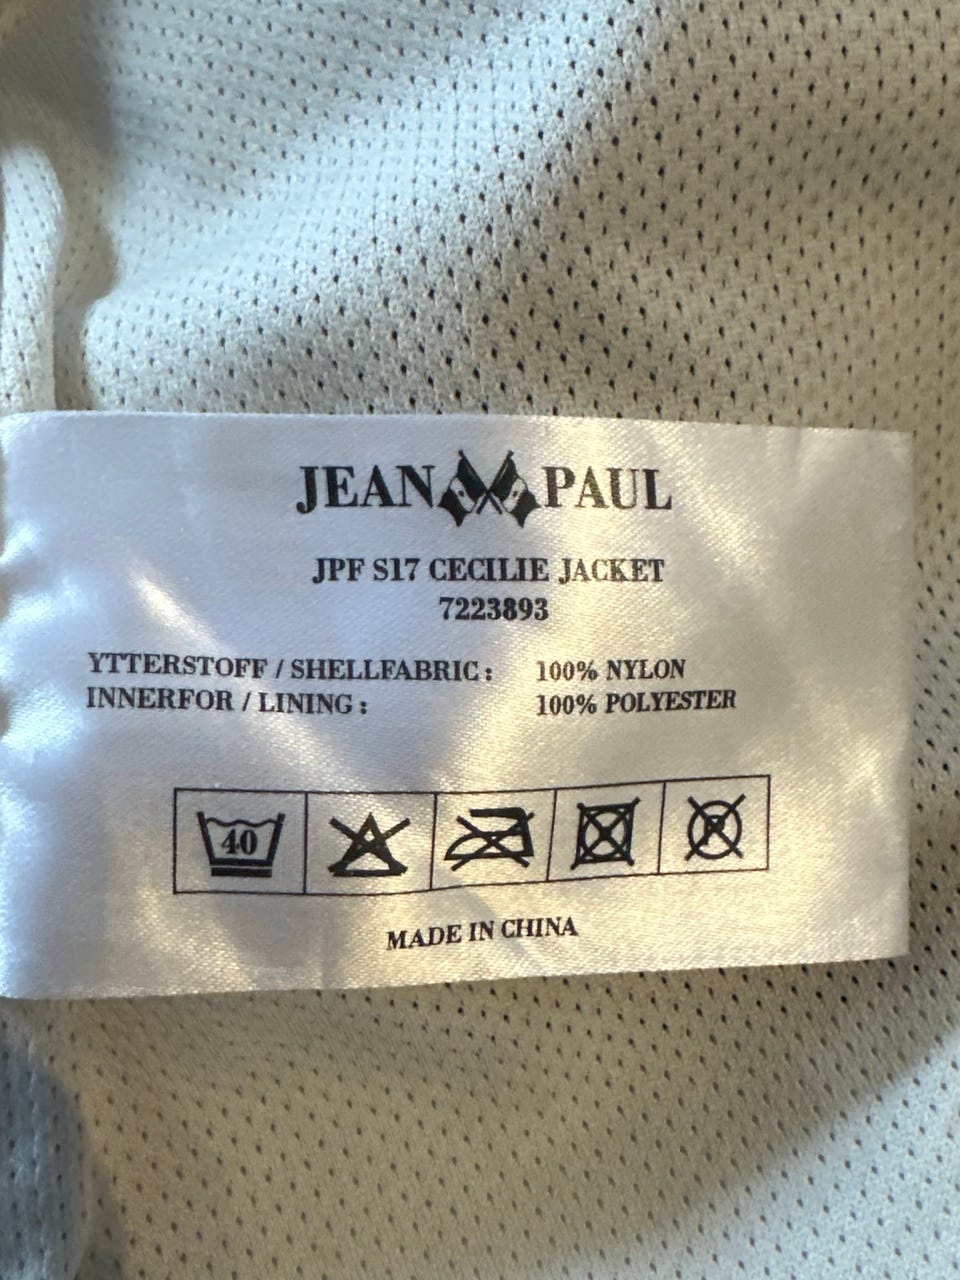 JEAN PAUL
JPF S17 CECILIE JACKET
7223893
YTTERSTOFF / SHELLFABRIC : 100% NYLON
INNERFOR / LINING : 100% POLYESTER
40
P
MADE IN CHINA